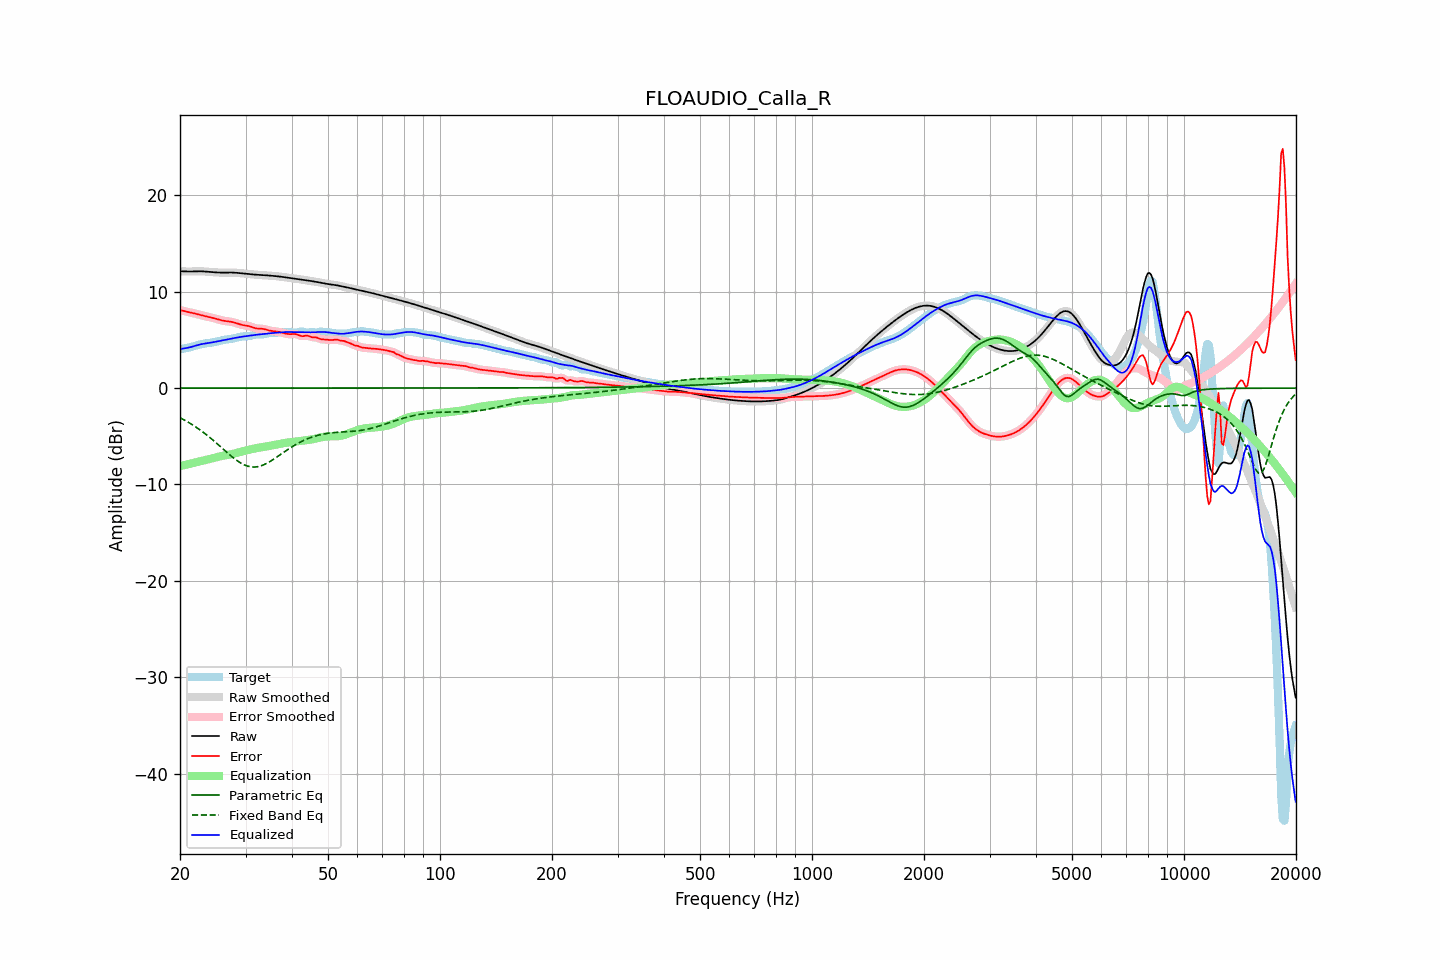 FLOAUDIO_Calla_R
Amplitude (dBr)
20
10
0
−10
−20
−30
−40
Target
Raw Smoothed
Error Smoothed
Raw
Error
Equalization
Parametric Eq
Fixed Band Eq
Equalized
20
50
100
200
500
1000
2000
5000
10000
20000
Frequency (Hz)